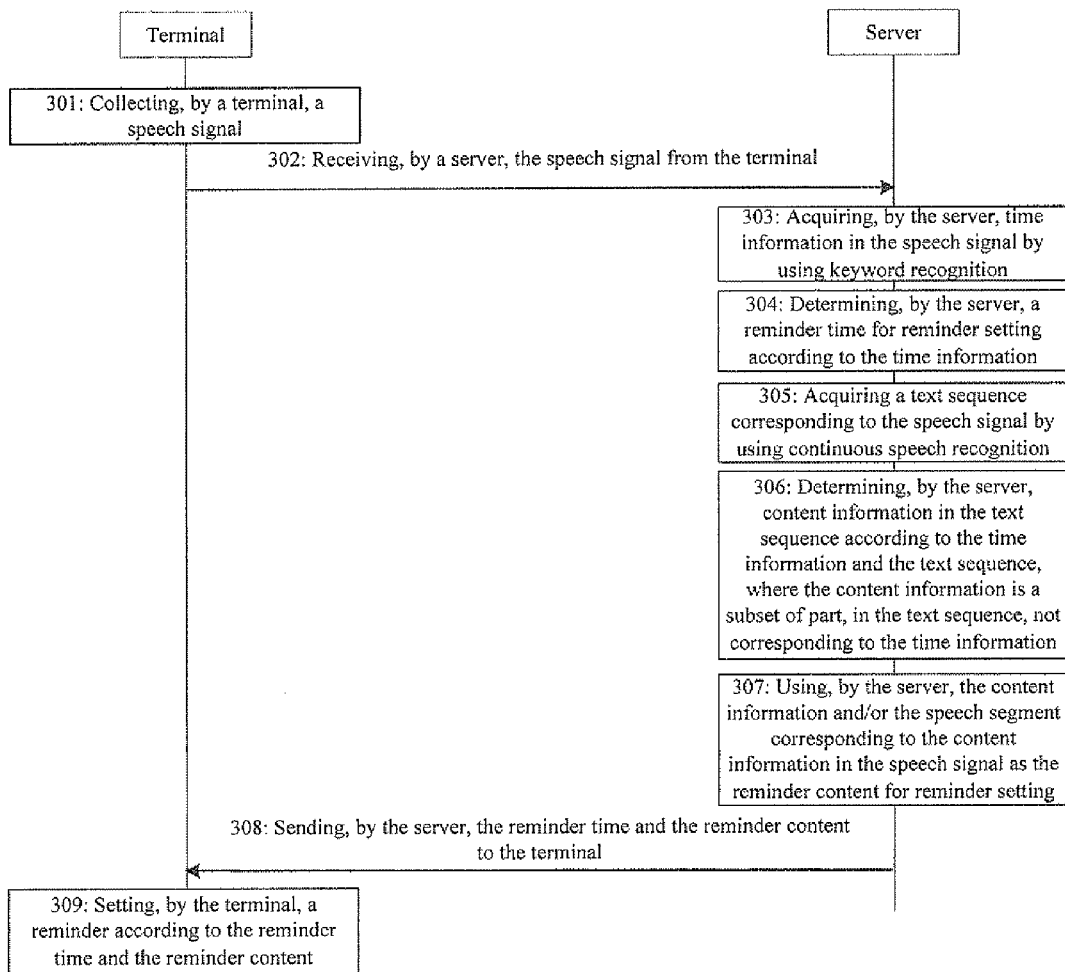 Terminal
Server
301: Collecting, by a terminal, a
speech signal
302: Receiving, by a server, the speech signal from the terminal
303: Acquiring, by the server, time
information in the speech signal by
using keyword recognition
304: Determining, by the server, a
reminder time for reminder setting
according to the time information
305: Acquiring a text sequence
corresponding to the speech signal by
using continuous speech recognition
306: Determining, by the server,
content information in the text
sequence according to the time
information and the text sequence,
where the content information is a
subset of part, in the text sequence, not
corresponding to the time information
307: Using, by the server, the content
information and/or the speech segment
corresponding to the content
information in the speech signal as the
reminder content for reminder setting
308: Sending, by the server, the reminder time and the reminder content
to the terminal
309: Setting, by the terminal, a
reminder according to the reminder
time and the reminder content